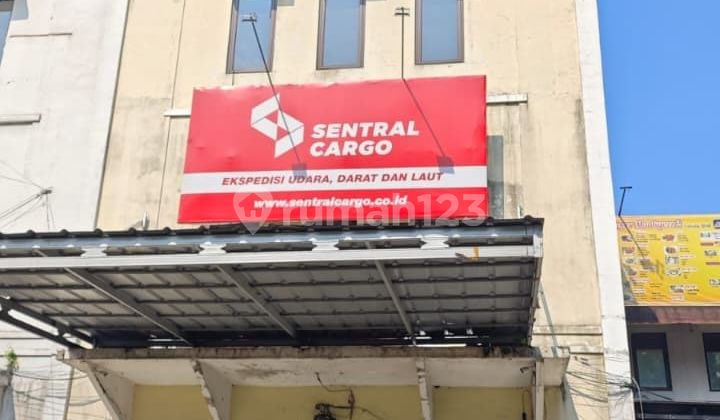 SENTRAL
CARGO
EKSPEDISI UDARA, DARAT DAN LAUT
www.sentralcargo.co.id
rumah123